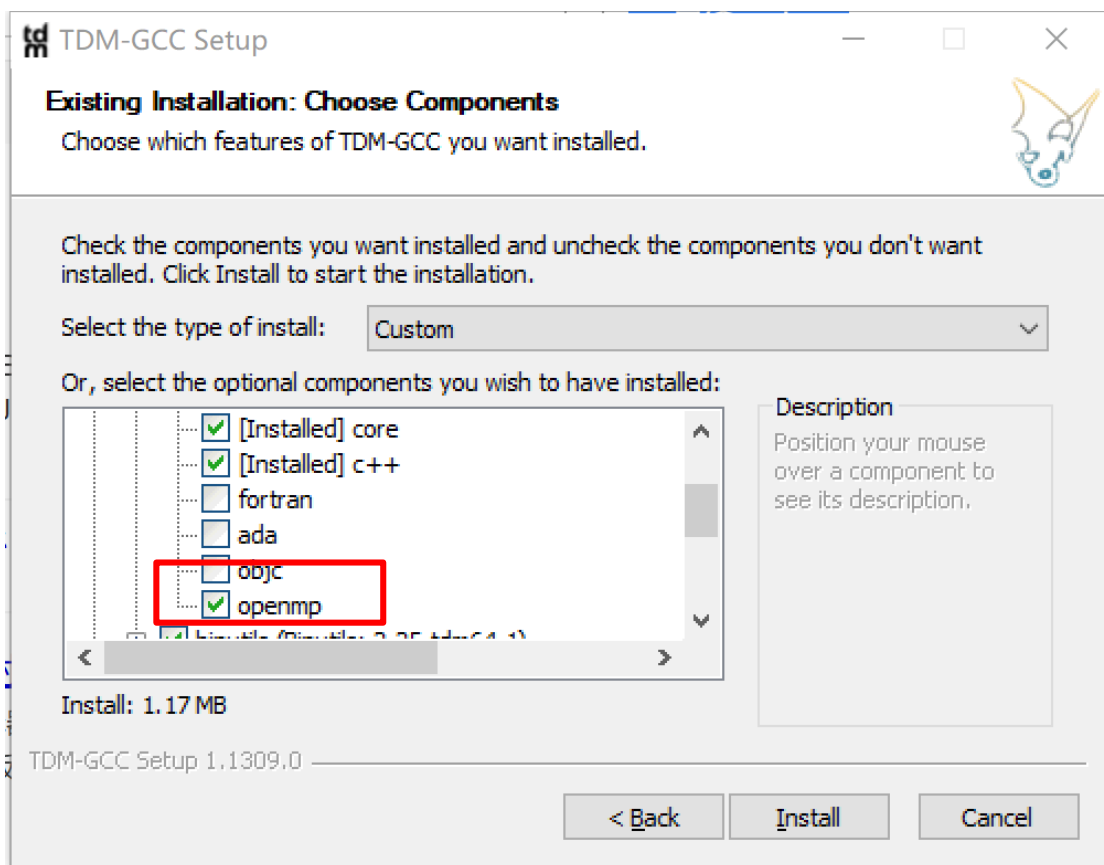 tdm TDM-GCC Setup
Existing Installation: Choose Components
Choose which features of TDM-GCC you want installed.
Check the components you want installed and uncheck the components you don't want
installed. Click Install to start the installation.
Select the type of install:
Custom
Or, select the optional components you wish to have installed:
[Installed] core
[Installed] c++
fortran
ada
objc
openmp
Description
Position your mouse
over a component to
see its description.
Install: 1.17 MB
TDM-GCC Setup 1.1309.0
< Back
Install
Cancel